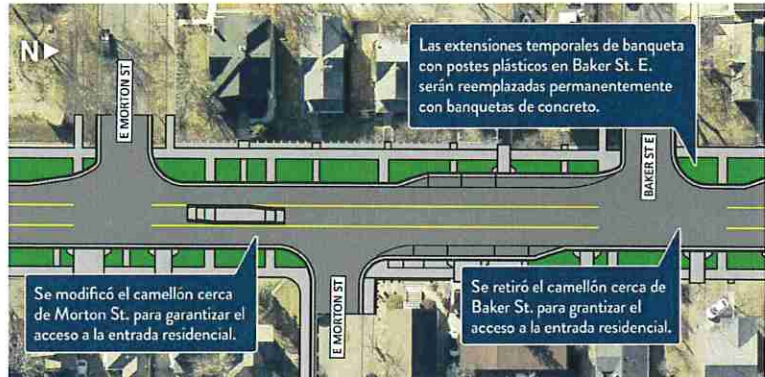 N
E MORTON ST
Las extensiones temporales de banqueta
con postes plásticos en Baker St. E.
serán reemplazadas permanentemente
con banquetas de concreto.
BAKER ST E
Se modificó el camellón cerca
de Morton St. para garantizar el
acceso a la entrada residencial.
E MORTON ST
Se retiró el camellón cerca de
Baker St. para grantizar el
acceso a la entrada residencial.